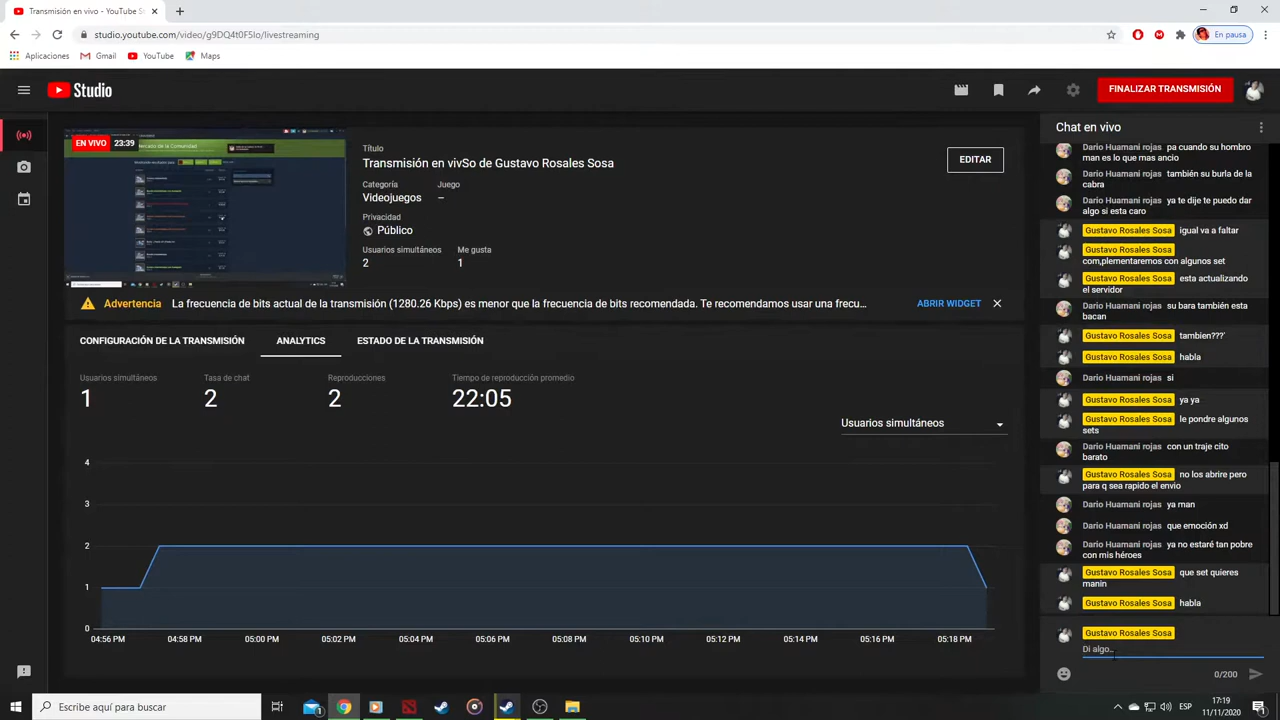 Transmisión en vivo - YouTube S
studio.youtube.com/video/g9DQ4t0F5Io/livestreaming
En pausa
Aplicaciones
Gmail
YouTube
Maps
Studio
FINALIZAR TRANSMISIÓN
EN VIVO 23:39
Mercado de la Comunidad
Título
Transmisión en vivSo de Gustavo Rosales Sosa
EDITAR
Categoría
Juego
Videojuegos
–
Privacidad
Público
Usuarios simultáneos
Me gusta
2
1
Advertencia
La frecuencia de bits actual de la transmisión (1280.26 Kbps) es menor que la frecuencia de bits recomendada. Te recomendamos usar una frecu...
ABRIR WIDGET
CONFIGURACIÓN DE LA TRANSMISIÓN
ANALYTICS
ESTADO DE LA TRANSMISIÓN
Usuarios simultáneos
Tasa de chat
Reproducciones
Tiempo de reproducción promedio
1
2
2
22:05
Usuarios simultáneos
4
3
2
1
0
04:56 PM
04:58 PM
05:00 PM
05:02 PM
05:04 PM
05:06 PM
05:08 PM
05:10 PM
05:12 PM
05:14 PM
05:16 PM
05:18 PM
Chat en vivo
Dario Huamani rojas pa cuando su hombro
man es lo que mas ancio
Dario Huamani rojas también su burla de la
cabra
Dario Huamani rojas ya te dije te puedo dar
algo si esta caro
Gustavo Rosales Sosa igual va a faltar
Gustavo Rosales Sosa
com,plementaremos con algunos set
Gustavo Rosales Sosa esta actualizando
el servidor
Dario Huamani rojas su bara también esta
bacan
Gustavo Rosales Sosa tambien???'
Gustavo Rosales Sosa habla
Dario Huamani rojas si
Gustavo Rosales Sosa ya ya
Gustavo Rosales Sosa le pondre algunos
sets
Dario Huamani rojas con un traje cito
barato
Gustavo Rosales Sosa no los abrire pero
para q sea rapido el envio
Dario Huamani rojas ya man
Dario Huamani rojas que emoción xd
Dario Huamani rojas ya no estaré tan pobre
con mis héroes
Gustavo Rosales Sosa que set quieres
manin
Gustavo Rosales Sosa habla
Gustavo Rosales Sosa
Di algo...
0/200
Escribe aquí para buscar
ESP
17:19
11/11/2020